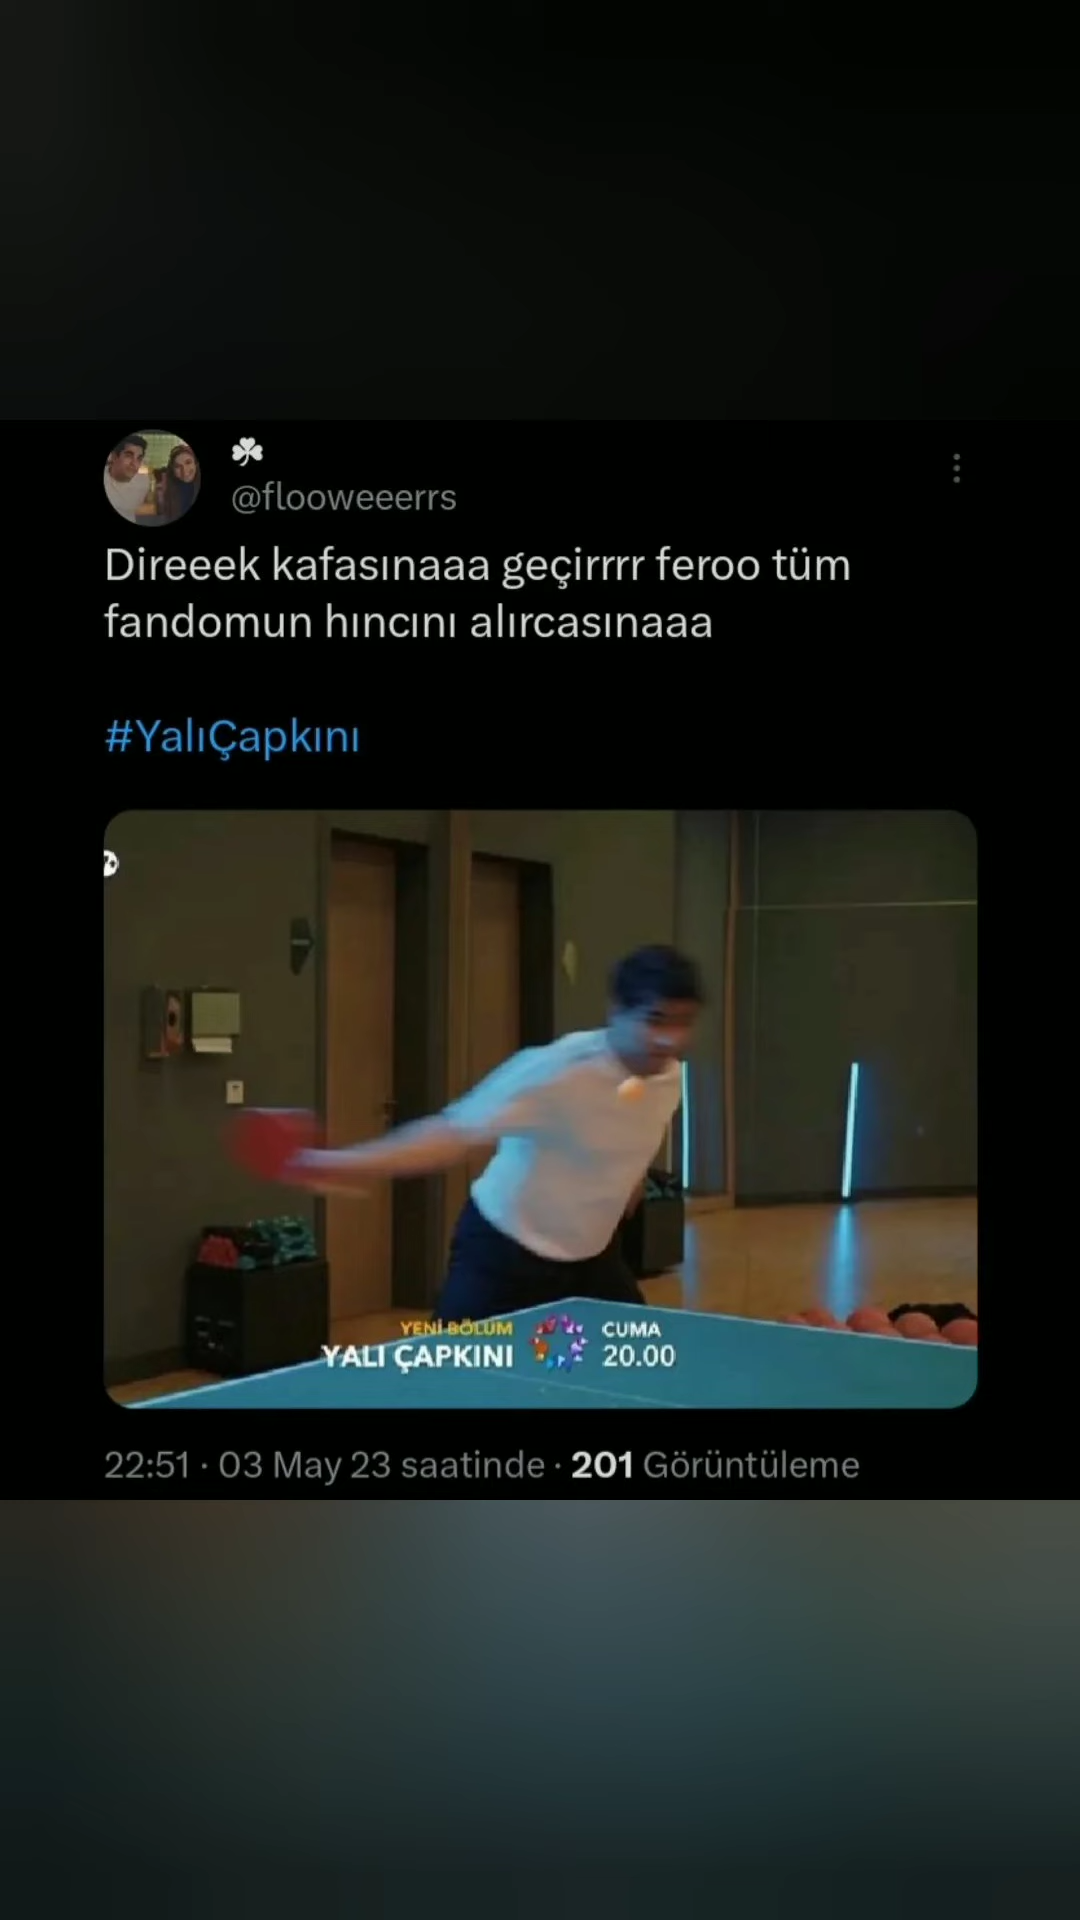 ☘
@flooweeerrs
Direeek kafasınaaa geçirrrr feroo tüm
fandomun hıncını alırcasınaaa
#YalıÇapkını
YENİ BÖLÜM
YALI ÇAPKINI
CUMA
20.00
22:51 · 03 May 23 saatinde · 201 Görüntüleme